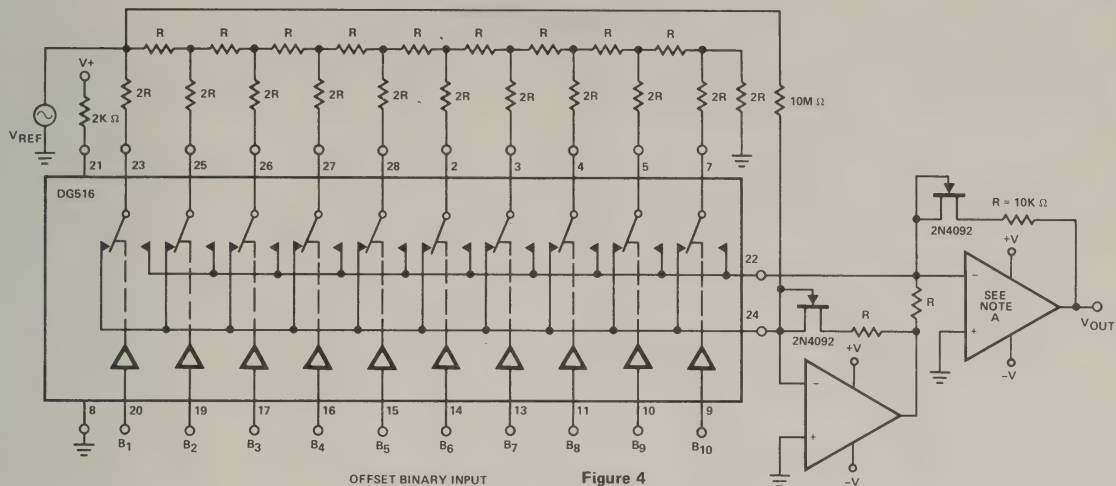 R R R R R R R R R
V+
2R 2R 2R 2R 2R 2R 2R 2R 2R 2R 2R 10M Ω
2K Ω
VREF
21 23 25 26 27 28 2 3 4 5 7
DG516
R = 10K Ω
2N4092
22
+V
R
SEE
NOTE
A
−
+
VOUT
24
R
2N4092
+V
−V
−
+
−V
8 20 19 17 16 15 14 13 11 10 9
B1 B2 B3 B4 B5 B6 B7 B8 B9 B10
OFFSET BINARY INPUT Figure 4